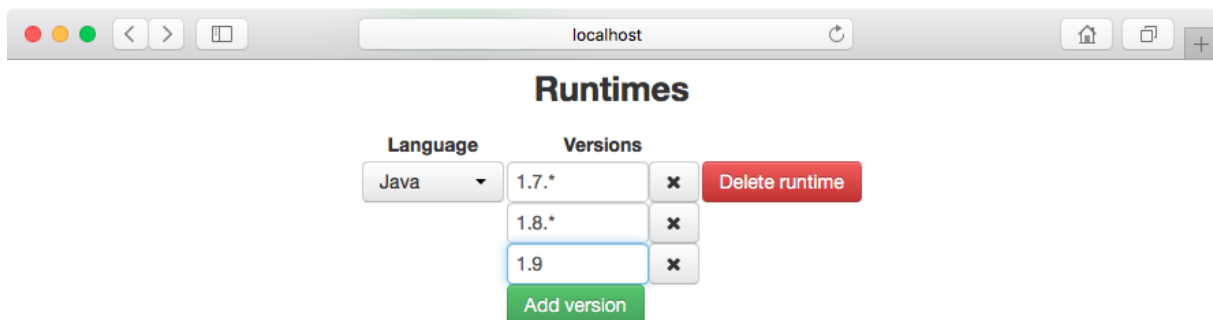 localhost
Runtimes
Language Versions
Java 1.7.* Delete runtime
1.8.*
1.9
Add version